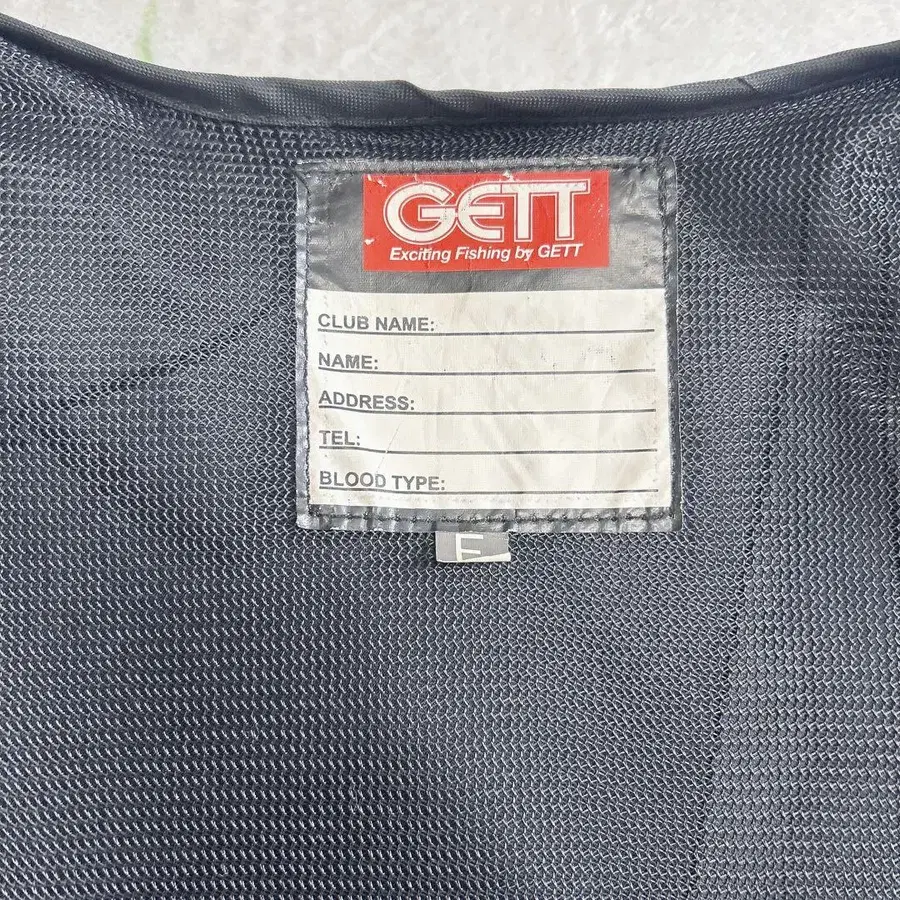 GETT
Exciting Fishing by GETT
CLUB NAME:
NAME:
ADDRESS:
TEL:
BLOOD TYPE:
F